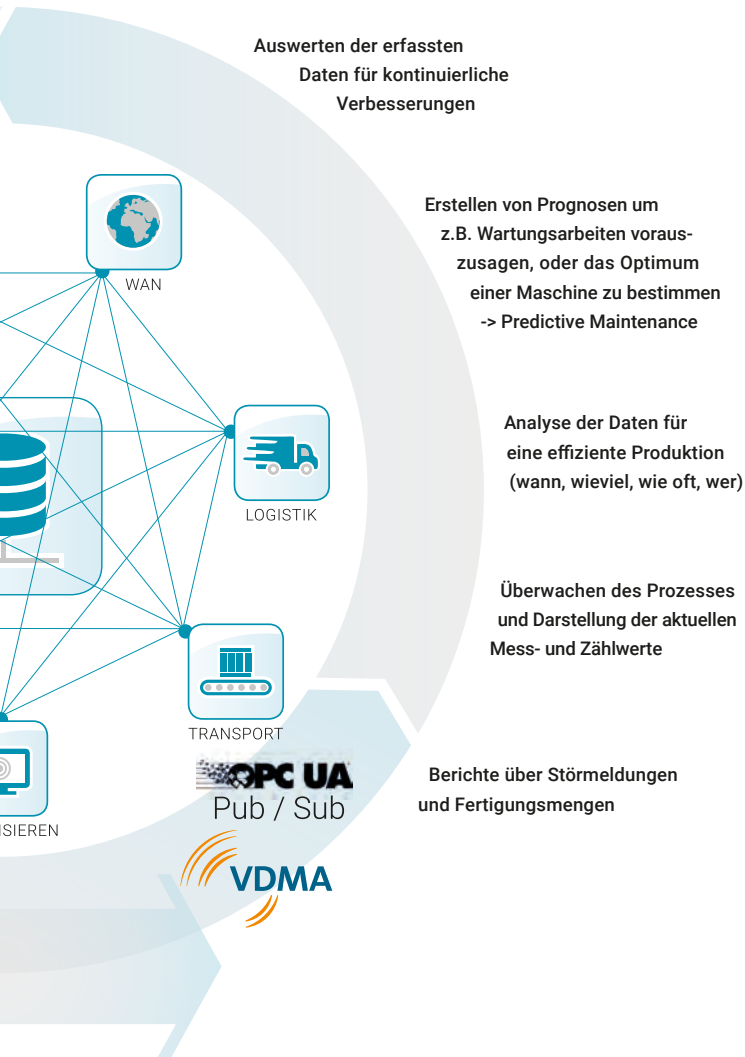 Auswerten der erfassten
Daten für kontinuierliche
Verbesserungen
Erstellen von Prognosen um
z.B. Wartungsarbeiten voraus-
zusagen, oder das Optimum
einer Maschine zu bestimmen
-> Predictive Maintenance
WAN
Analyse der Daten für
eine effiziente Produktion
(wann, wieviel, wie oft, wer)
LOGISTIK
Überwachen des Prozesses
und Darstellung der aktuellen
Mess- und Zählwerte
TRANSPORT
OPC UA
Pub / Sub
Berichte über Störmeldungen
und Fertigungsmengen
ISIEREN
VDMA